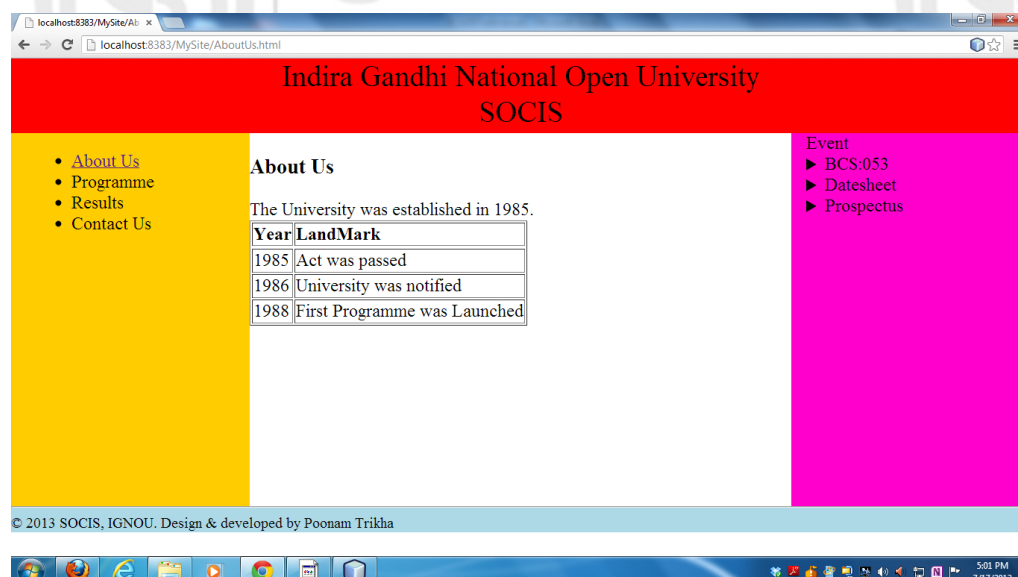 localhost:8383/MySite/Ab ×
localhost:8383/MySite/AboutUs.html
Indira Gandhi National Open University
SOCIS
About Us
Programme
Results
Contact Us
About Us
The University was established in 1985.
Year LandMark
1985 Act was passed
1986 University was notified
1988 First Programme was Launched
Event
► BCS:053
► Datesheet
► Prospectus
© 2013 SOCIS, IGNOU. Design & developed by Poonam Trikha
5:01 PM